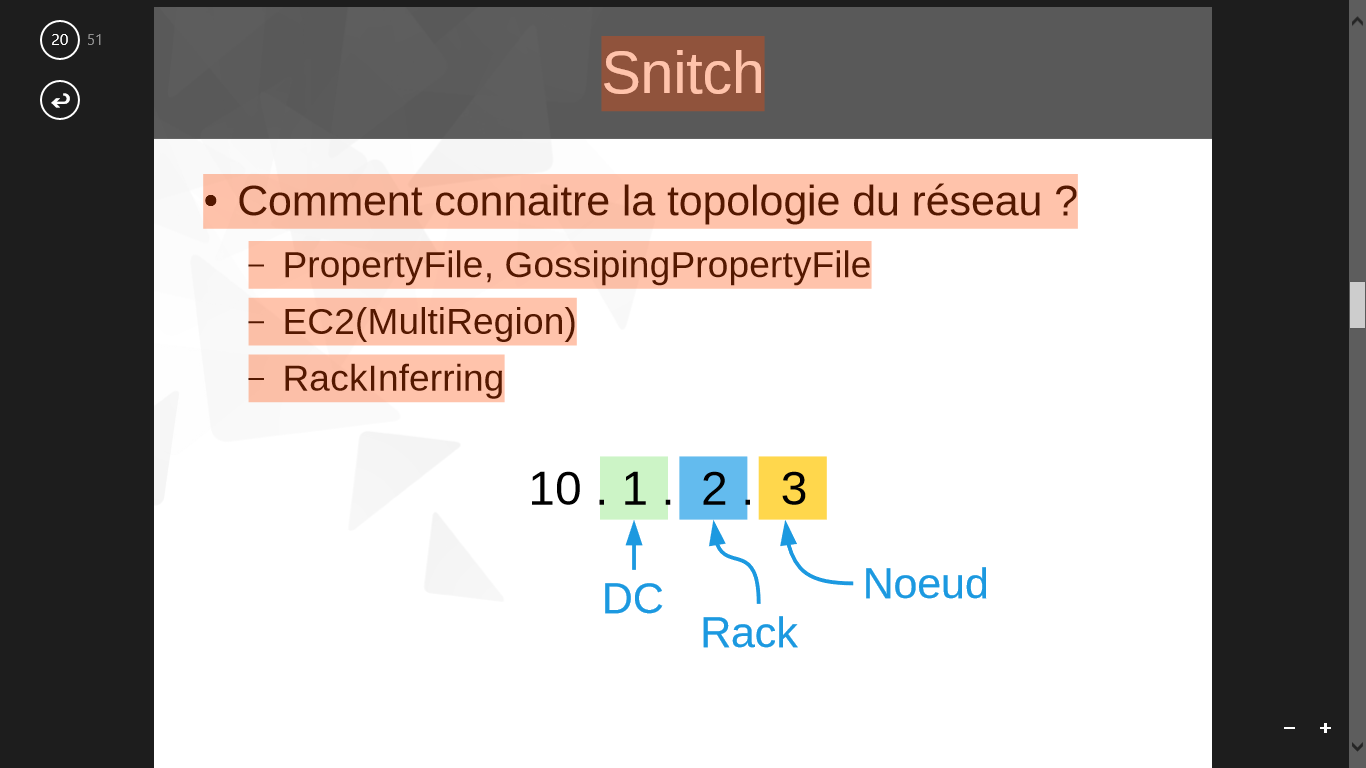 20 51
Snitch
• Comment connaitre la topologie du réseau ?
– PropertyFile, GossipingPropertyFile
– EC2(MultiRegion)
– RackInferring
10 . 1 . 2 . 3
DC
Noeud
Rack